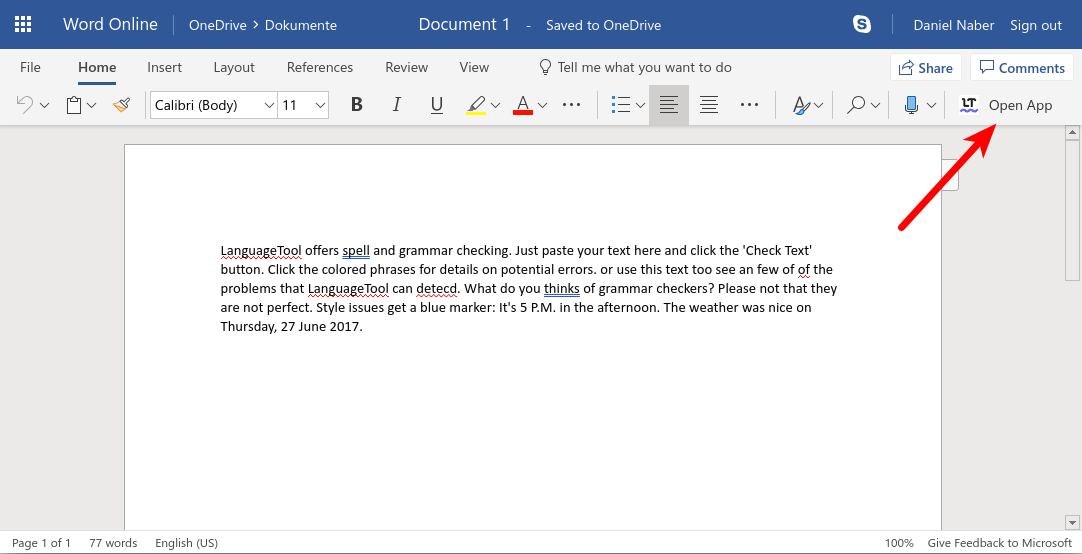 Word Online OneDrive > Dokumente Document 1 - Saved to OneDrive Daniel Naber Sign out
File Home Insert Layout References Review View Tell me what you want to do Share Comments
Calibri (Body) 11 B I U A LT Open App
LanguageTool offers spell and grammar checking. Just paste your text here and click the 'Check Text'
button. Click the colored phrases for details on potential errors. or use this text too see an few of of the
problems that LanguageTool can detecd. What do you thinks of grammar checkers? Please not that they
are not perfect. Style issues get a blue marker: It's 5 P.M. in the afternoon. The weather was nice on
Thursday, 27 June 2017.
Page 1 of 1 77 words English (US) 100% Give Feedback to Microsoft